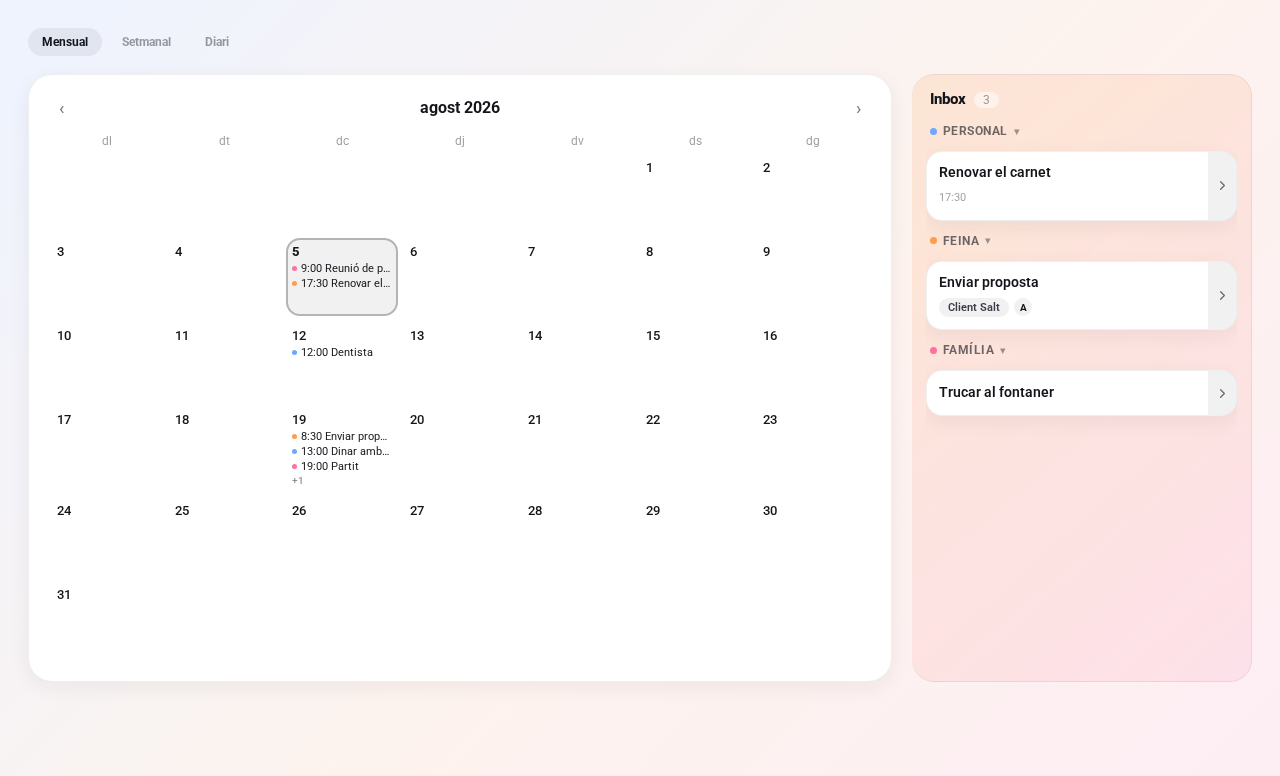 Mensual Setmanal Diari
‹ agost 2026 ›
dl dt dc dj dv ds dg
1 2
3 4 5 6 7 8 9
9:00 Reunió de p…
17:30 Renovar el…
10 11 12 13 14 15 16
12:00 Dentista
17 18 19 20 21 22 23
8:30 Enviar prop…
13:00 Dinar amb…
19:00 Partit
+1
24 25 26 27 28 29 30
31
Inbox 3
PERSONAL ▾
Renovar el carnet
17:30
FEINA ▾
Enviar proposta
Client Salt A
FAMÍLIA ▾
Trucar al fontaner